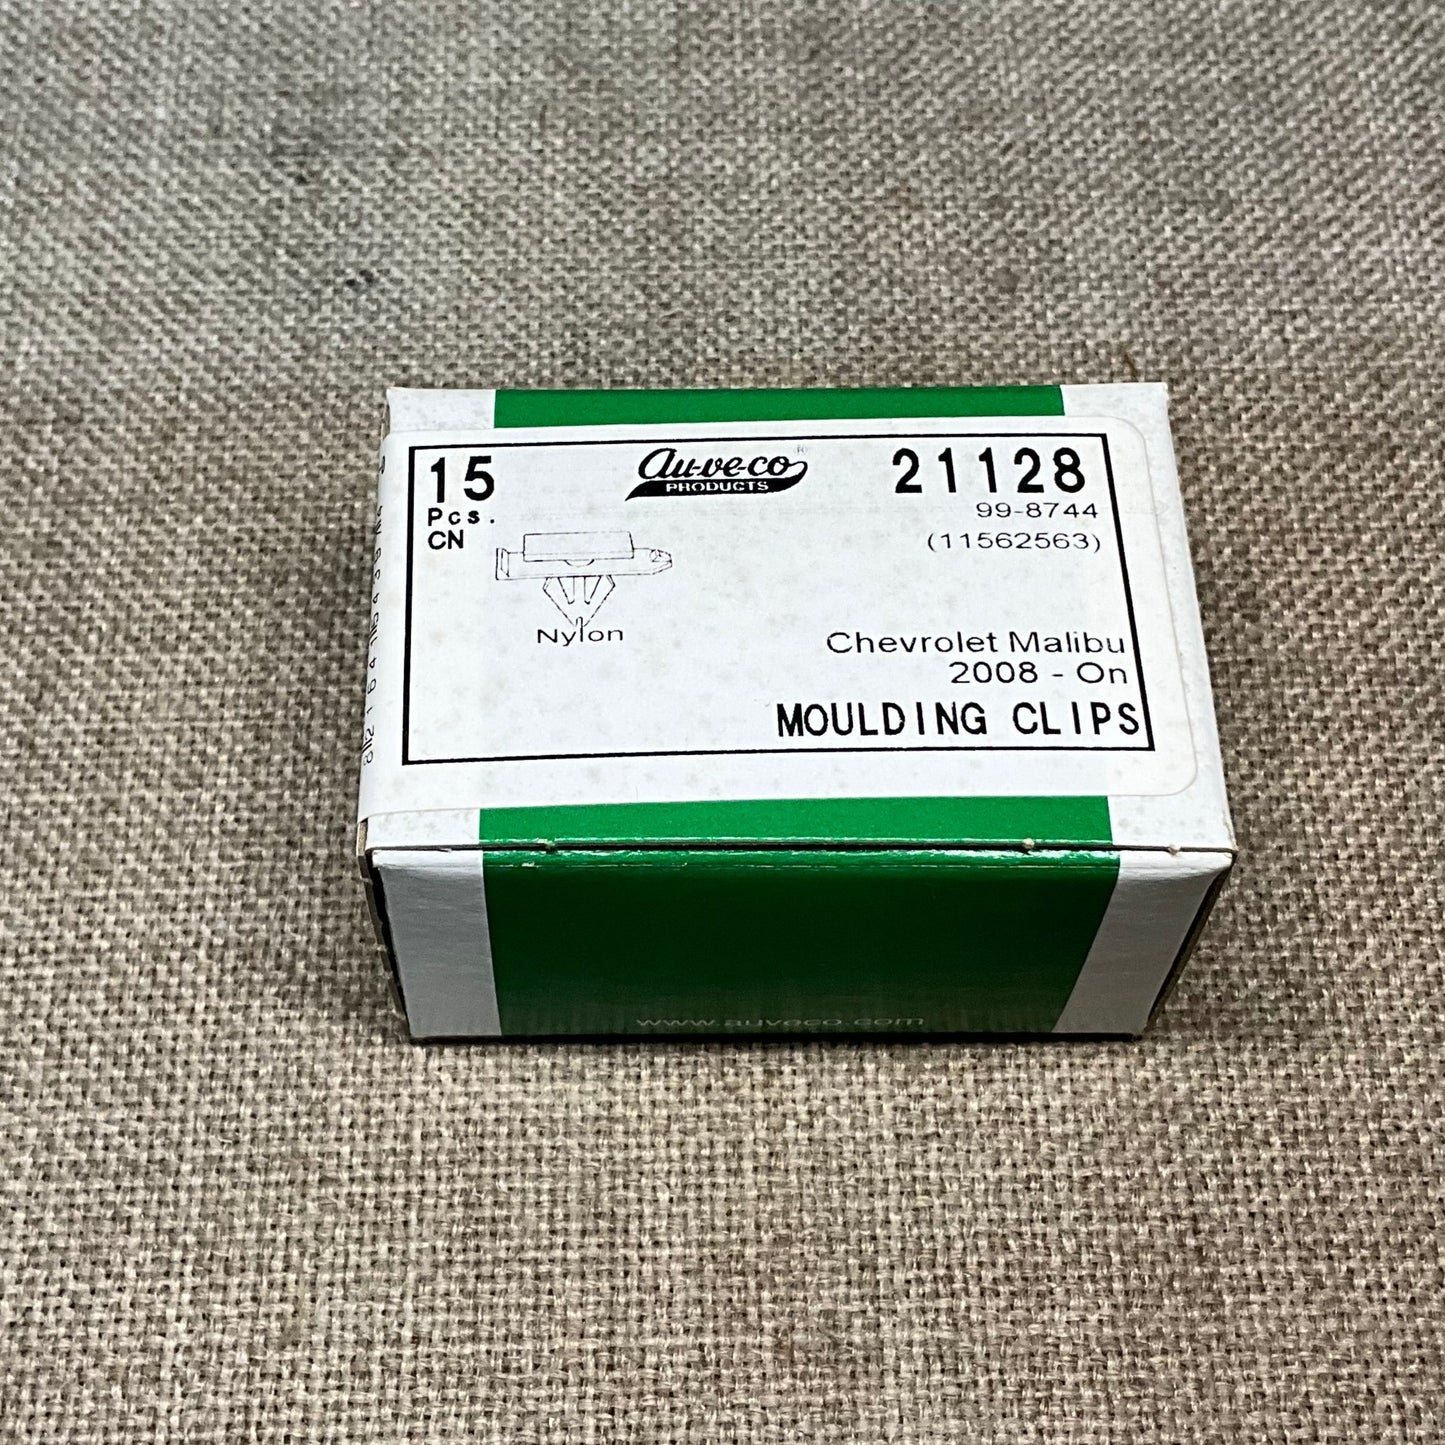 15
Pcs.
CN
au-ve-co®
PRODUCTS
21128
99-8744
(11562563)
Nylon
Chevrolet Malibu
2008 - On
MOULDING CLIPS
www.auveco.com